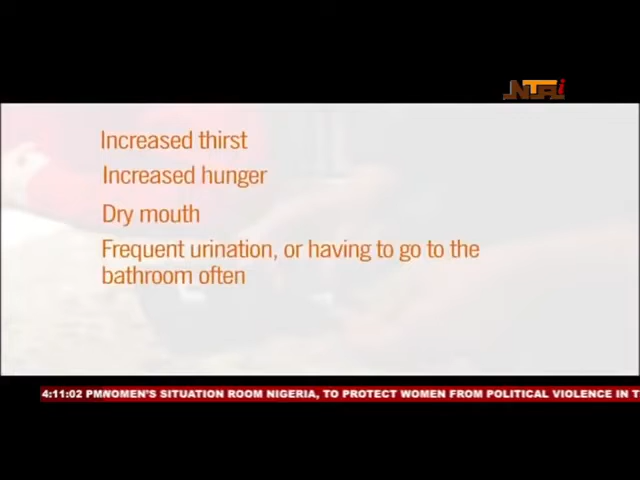 NTAi
Increased thirst
Increased hunger
Dry mouth
Frequent urination, or having to go to the
bathroom often
4:11:02 PM WOMEN'S SITUATION ROOM NIGERIA, TO PROTECT WOMEN FROM POLITICAL VIOLENCE IN T